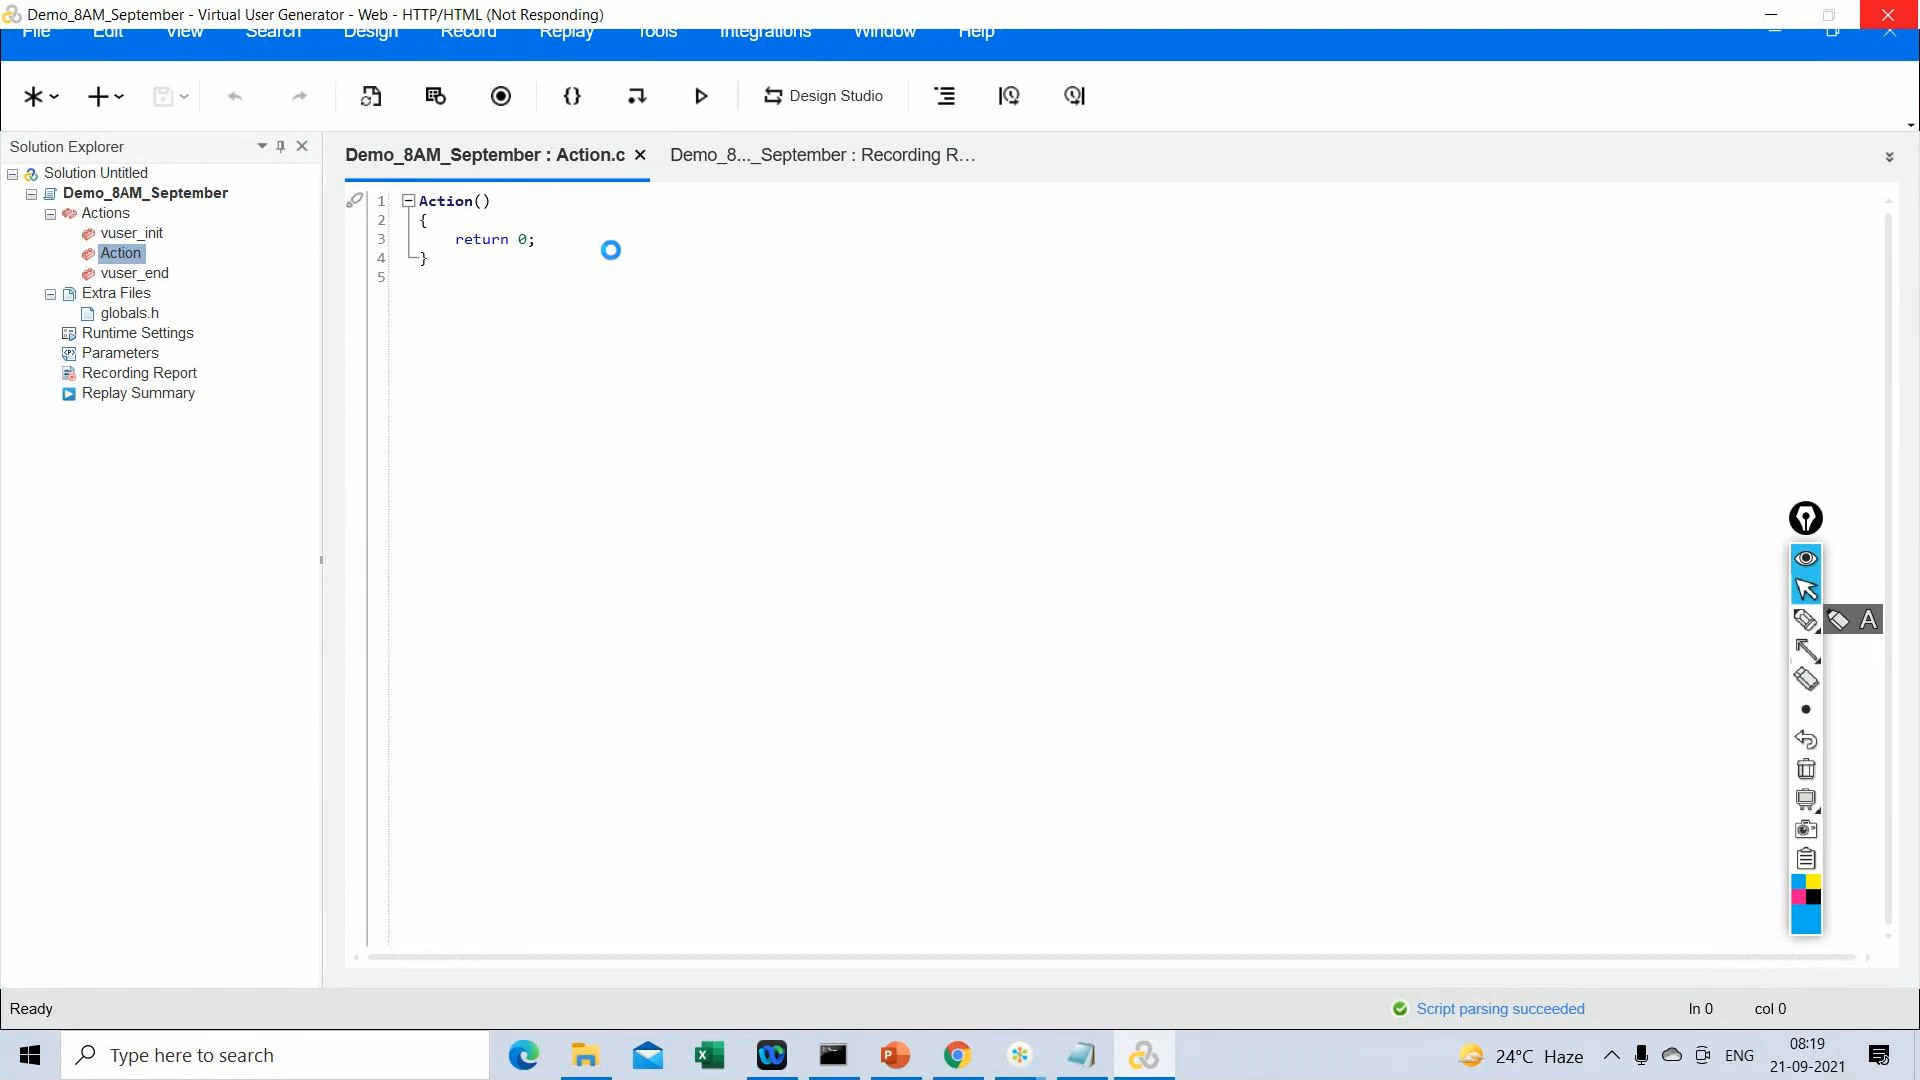 Demo_8AM_September - Virtual User Generator - Web - HTTP/HTML (Not Responding)
File Edit View Search Design Record Replay Tools Integrations Window Help
Design Studio
Solution Explorer
Demo_8AM_September : Action.c
Demo_8..._September : Recording R...
Solution Untitled
Demo_8AM_September
Actions
vuser_init
Action
vuser_end
Extra Files
globals.h
Runtime Settings
Parameters
Recording Report
Replay Summary
1 Action()
2 {
3 return 0;
4 }
5
A
Ready
Script parsing succeeded
ln 0
col 0
Type here to search
24°C Haze
ENG
08:19
21-09-2021